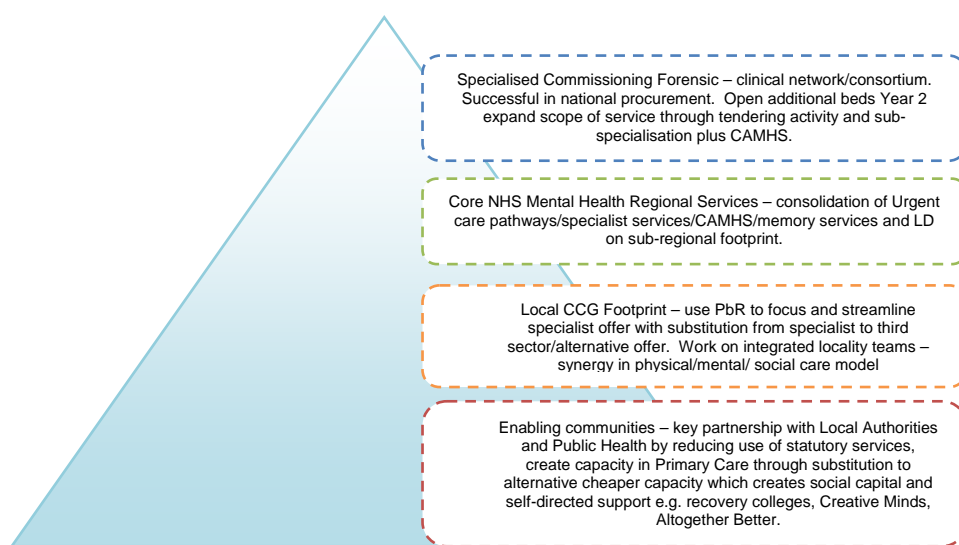 Specialised Commissioning Forensic – clinical network/consortium.
Successful in national procurement.  Open additional beds Year 2
expand scope of service through tendering activity and sub-
specialisation plus CAMHS.
Core NHS Mental Health Regional Services – consolidation of Urgent
care pathways/specialist services/CAMHS/memory services and LD
on sub-regional footprint.
Local CCG Footprint – use PbR to focus and streamline
specialist offer with substitution from specialist to third
sector/alternative offer.  Work on integrated locality teams –
synergy in physical/mental/ social care model
Enabling communities – key partnership with Local Authorities
and Public Health by reducing use of statutory services,
create capacity in Primary Care through substitution to
alternative cheaper capacity which creates social capital and
self-directed support e.g. recovery colleges, Creative Minds,
Altogether Better.